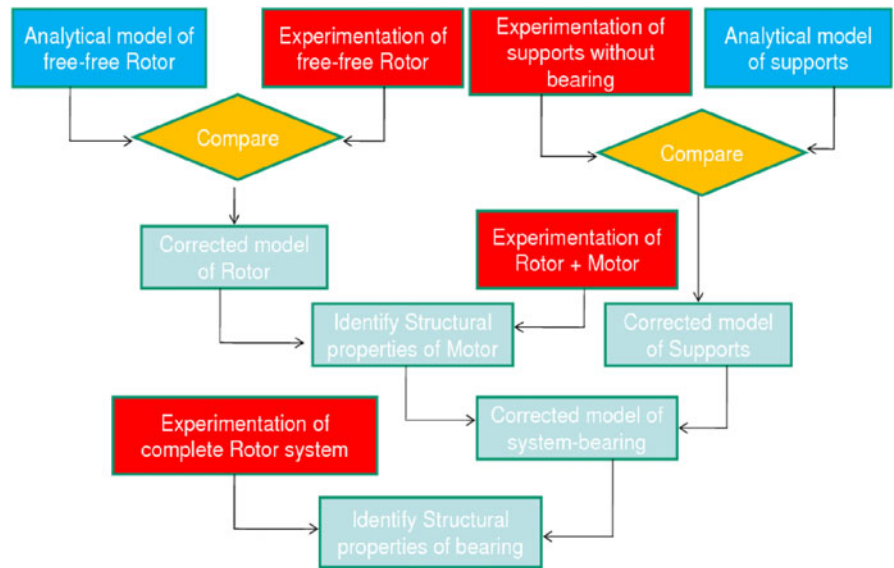 Analytical model of
free-free Rotor
Experimentation of
free-free Rotor
Experimentation of
supports without
bearing
Analytical model
of supports
Compare
Compare
Corrected model
of Rotor
Experimentation of
Rotor + Motor
Identify Structural
properties of Motor
Corrected model
of Supports
Experimentation of
complete Rotor system
Corrected model of
system-bearing
Identify Structural
properties of bearing